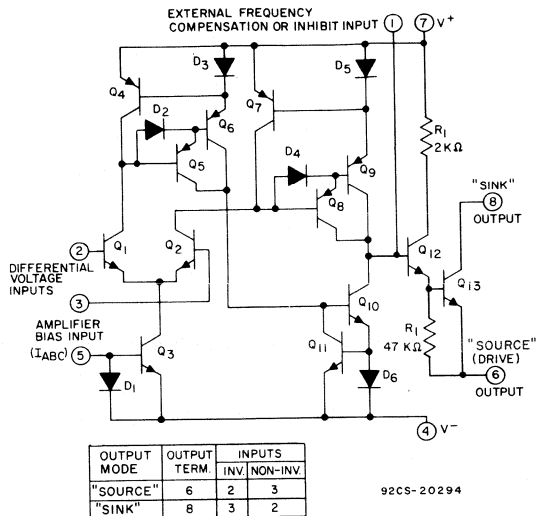 EXTERNAL FREQUENCY
COMPENSATION OR INHIBIT INPUT
1
7 V+
D3
D5
Q4
Q7
D2
Q6
R1
2KΩ
Q5
D4
Q9
"SINK"
8
OUTPUT
Q8
Q1
Q2
Q12
Q13
2
DIFFERENTIAL
VOLTAGE
INPUTS
3
Q10
AMPLIFIER
BIAS INPUT
(IABC) 5
Q3
Q11
R1
47 KΩ
"SOURCE"
(DRIVE)
6
OUTPUT
D1
D6
4 V-
OUTPUT MODE OUTPUT TERM. INPUTS
INV. NON-INV.
"SOURCE" 6 2 3
"SINK" 8 3 2
92CS-20294